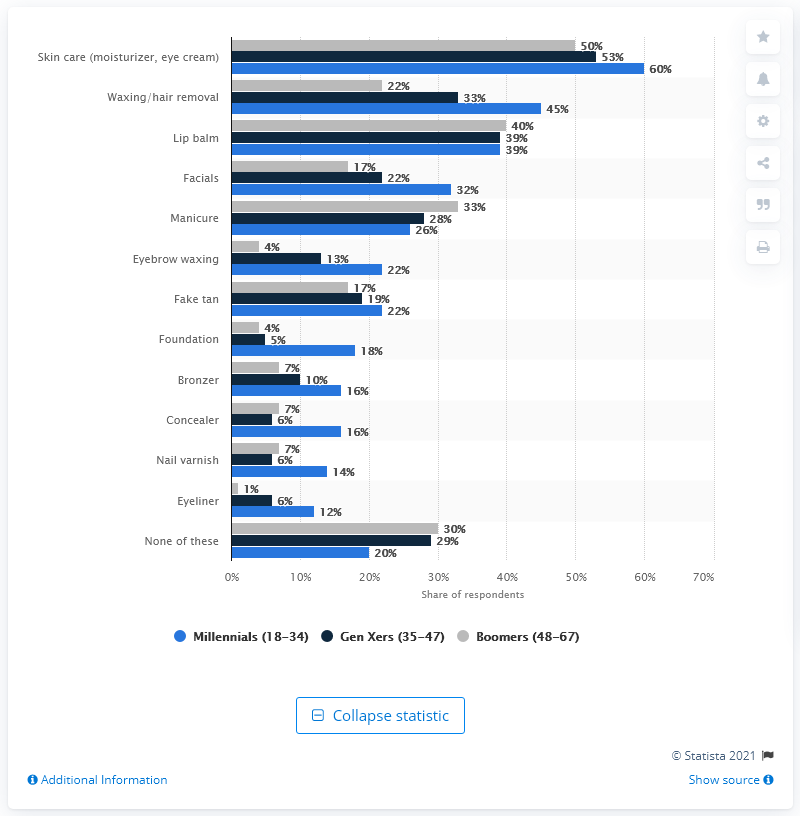 Skin care (moisturizer, eye cream)
50%
53%
60%
Waxing/hair removal
22%
33%
45%
Lip balm
40%
39%
39%
Facials
17%
22%
32%
Manicure
33%
28%
26%
Eyebrow waxing
4%
13%
22%
Fake tan
17%
19%
22%
Foundation
4%
5%
18%
Bronzer
7%
10%
16%
Concealer
7%
6%
16%
Nail varnish
7%
6%
14%
Eyeliner
1%
6%
12%
None of these
30%
29%
20%
0% 10% 20% 30% 40% 50% 60% 70%
Share of respondents
Millennials (18–34) Gen Xers (35–47) Boomers (48–67)
Collapse statistic
© Statista 2021
Additional Information Show source